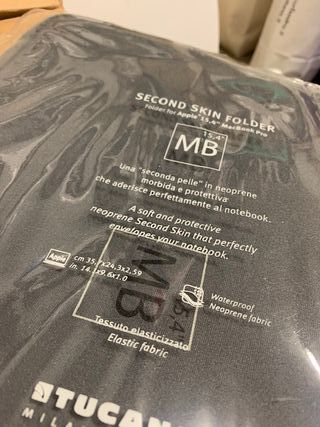 SECOND SKIN FOLDER
Folder for Apple® 15,4" MacBook Pro
15,4"
MB
Una "seconda pelle" in neoprene
morbida e protettiva
che aderisce perfettamente al notebook.
A soft and protective
neoprene Second Skin that perfectly
envelopes your notebook.
Apple
cm 35,7x24,3x2,59
in. 14.1x9.6x1.0
Waterproof
Neoprene fabric
MB
15,4"
Tessuto elasticizzato
Elastic fabric
TUCAN